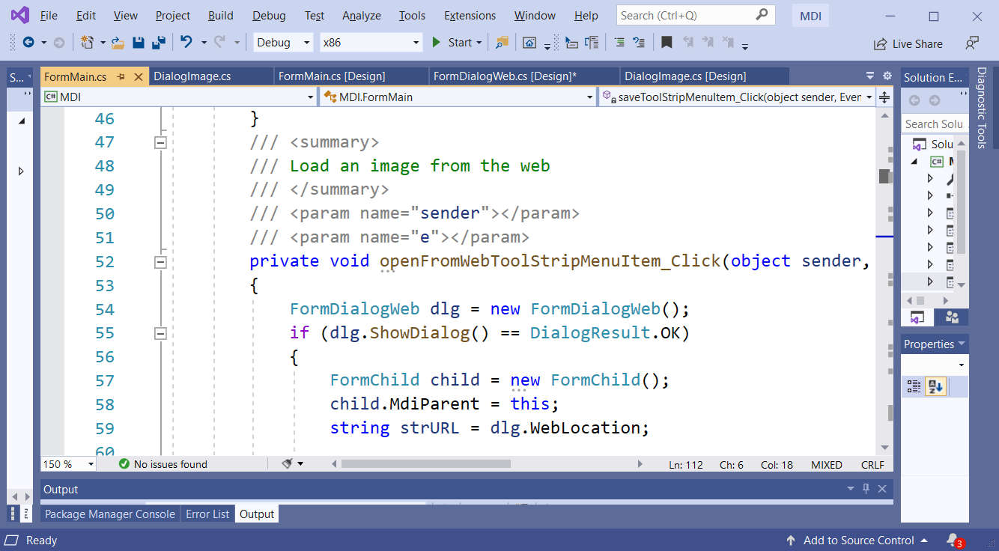 File Edit View Project Build Debug Test Analyze Tools Extensions Window Help Search (Ctrl+Q) MDI
Debug x86 Start Live Share
S... FormMain.cs DialogImage.cs FormMain.cs [Design] FormDialogWeb.cs [Design]* DialogImage.cs [Design] Solution E... Diagnostic Tools
C# MDI MDI.FormMain saveToolStripMenuItem_Click(object sender, Even
Search Solu
Solu
C#
46 }
47 /// <summary>
48 /// Load an image from the web
49 /// </summary>
50 /// <param name="sender"></param>
51 /// <param name="e"></param>
52 private void openFromWebToolStripMenuItem_Click(object sender,
53 {
54 FormDialogWeb dlg = new FormDialogWeb();
55 if (dlg.ShowDialog() == DialogResult.OK)
56 {
57 FormChild child = new FormChild();
58 child.MdiParent = this;
59 string strURL = dlg.WebLocation;
60
Properties
150 % No issues found Ln: 112 Ch: 6 Col: 18 MIXED CRLF
Output
Package Manager Console Error List Output
Ready Add to Source Control 3